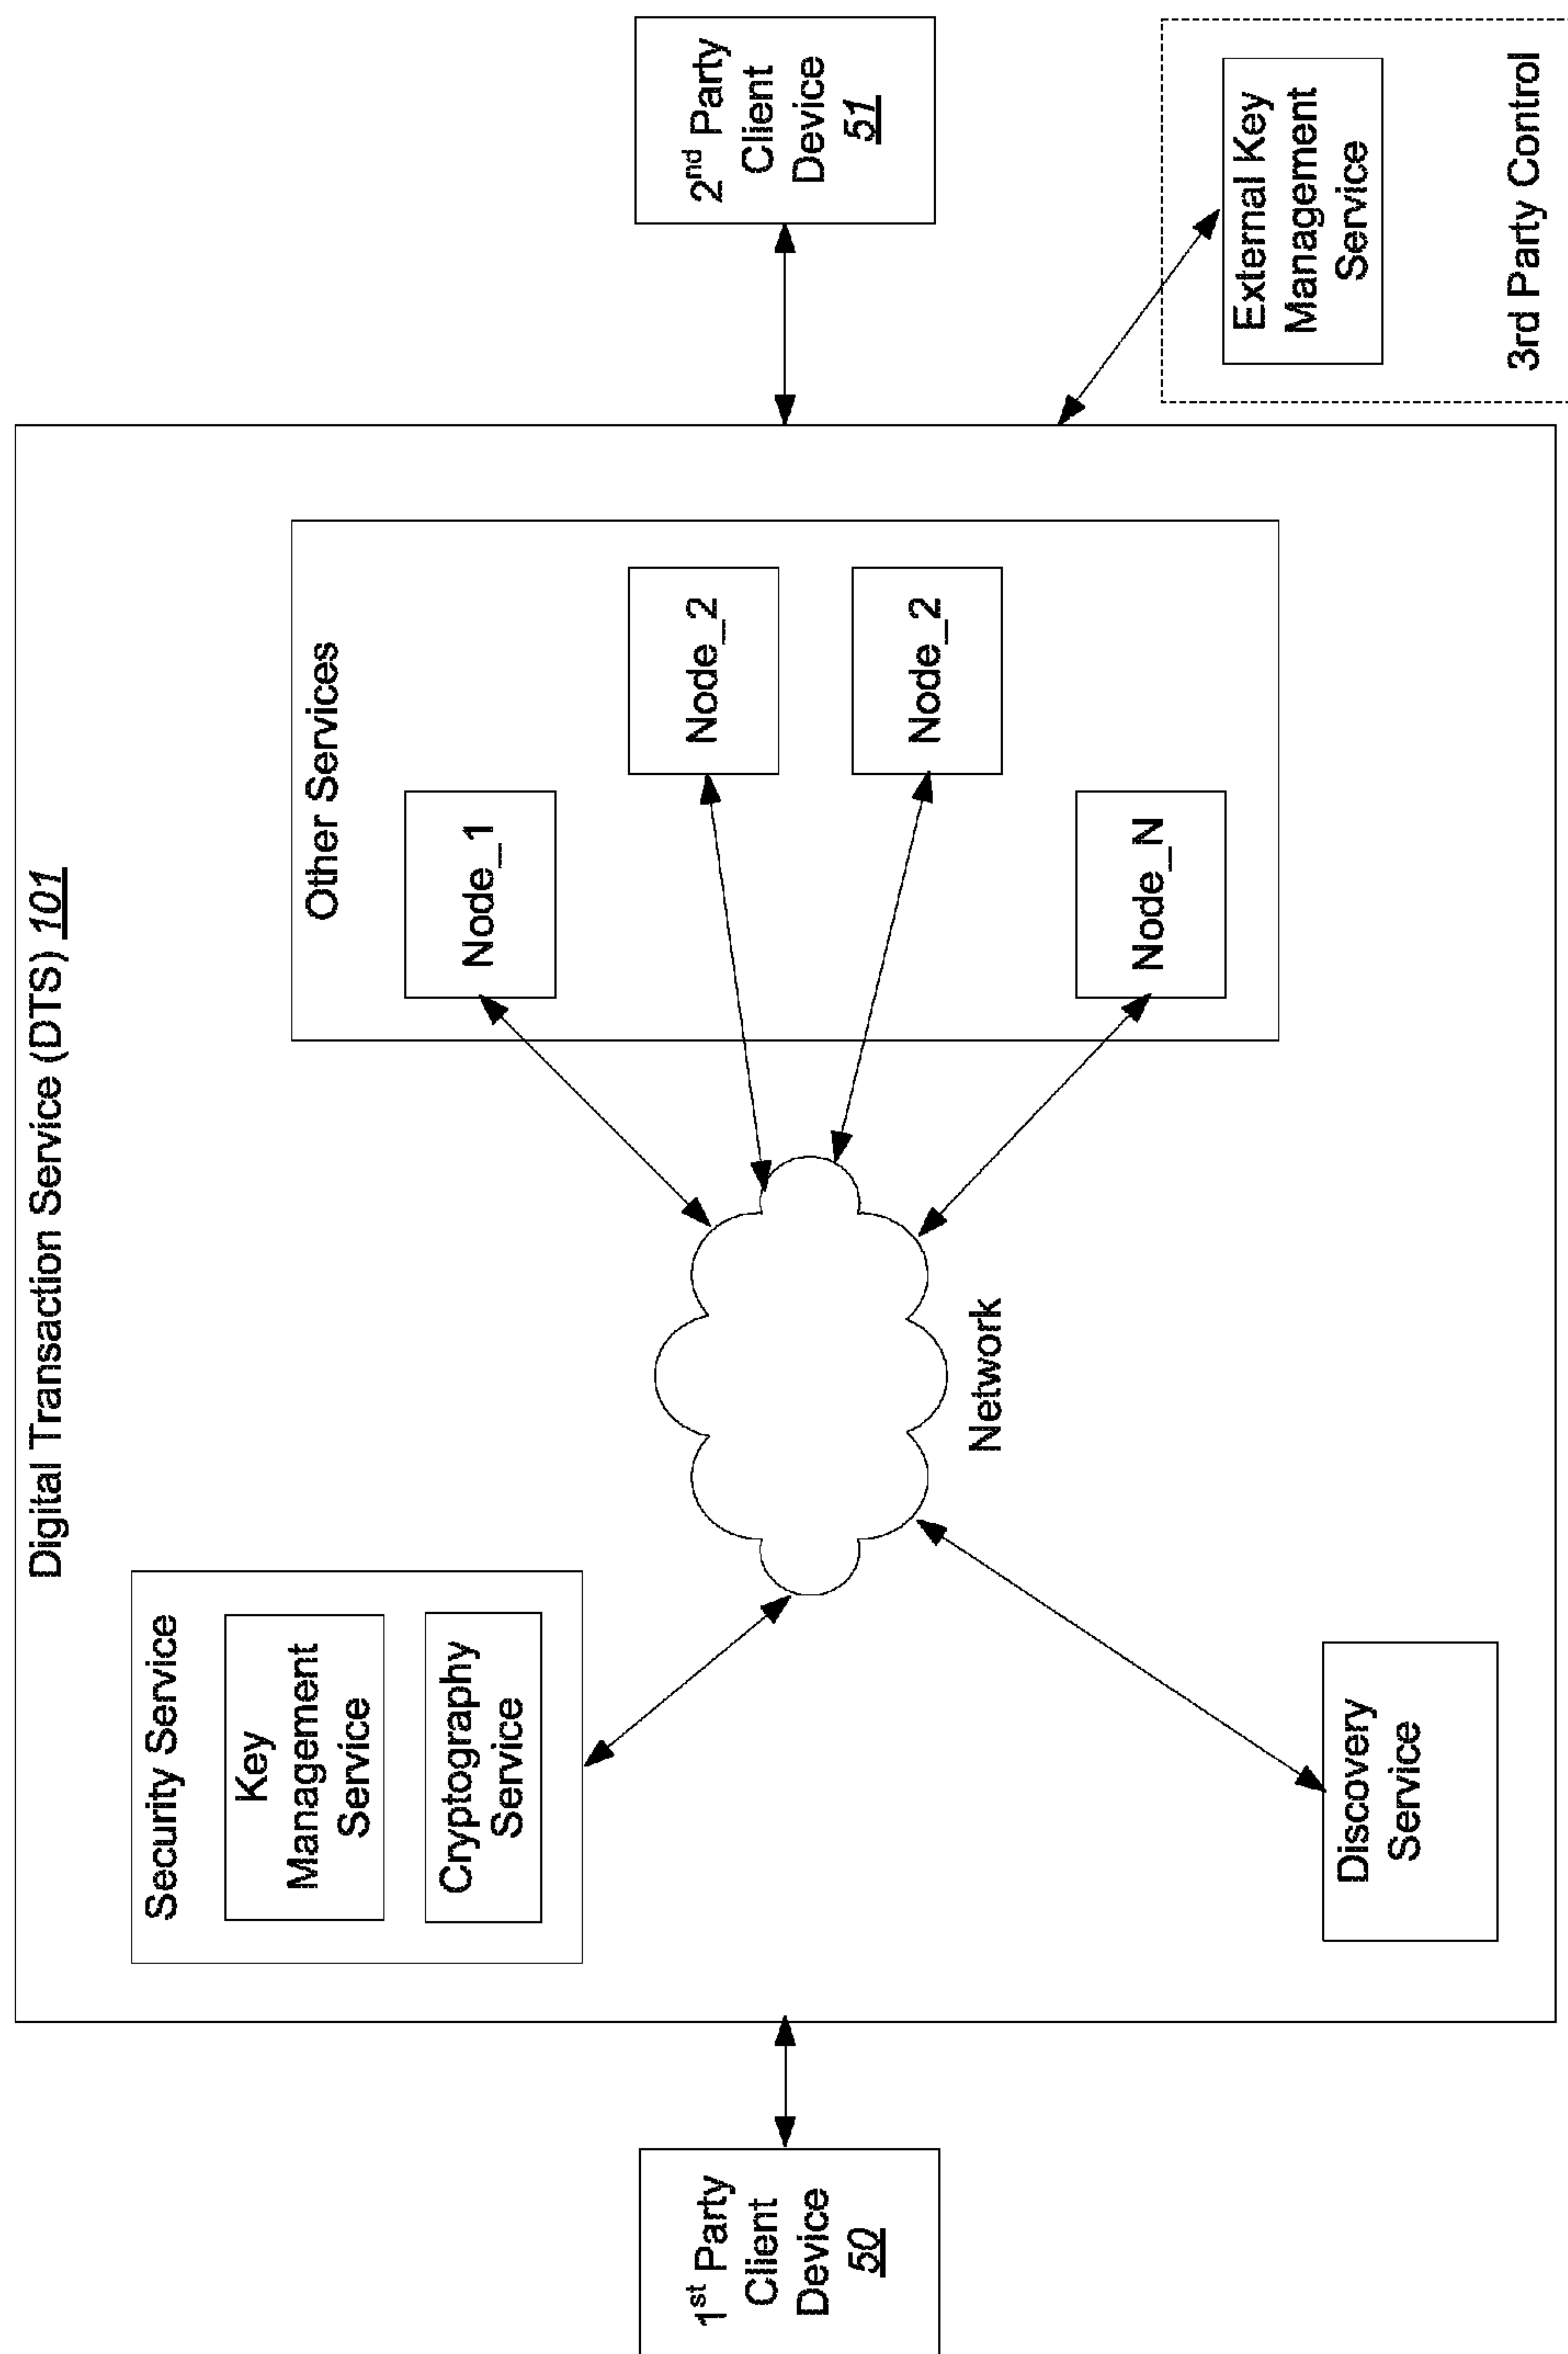 Digital Transaction Service (DTS) 101
Security Service
Key
Management
Service
Cryptography
Service
Other Services
Node_1
Node_2
Node_2
Node_N
Network
Discovery
Service
1st Party
Client
Device
50
2nd Party
Client
Device
51
External Key
Management
Service
3rd Party Control